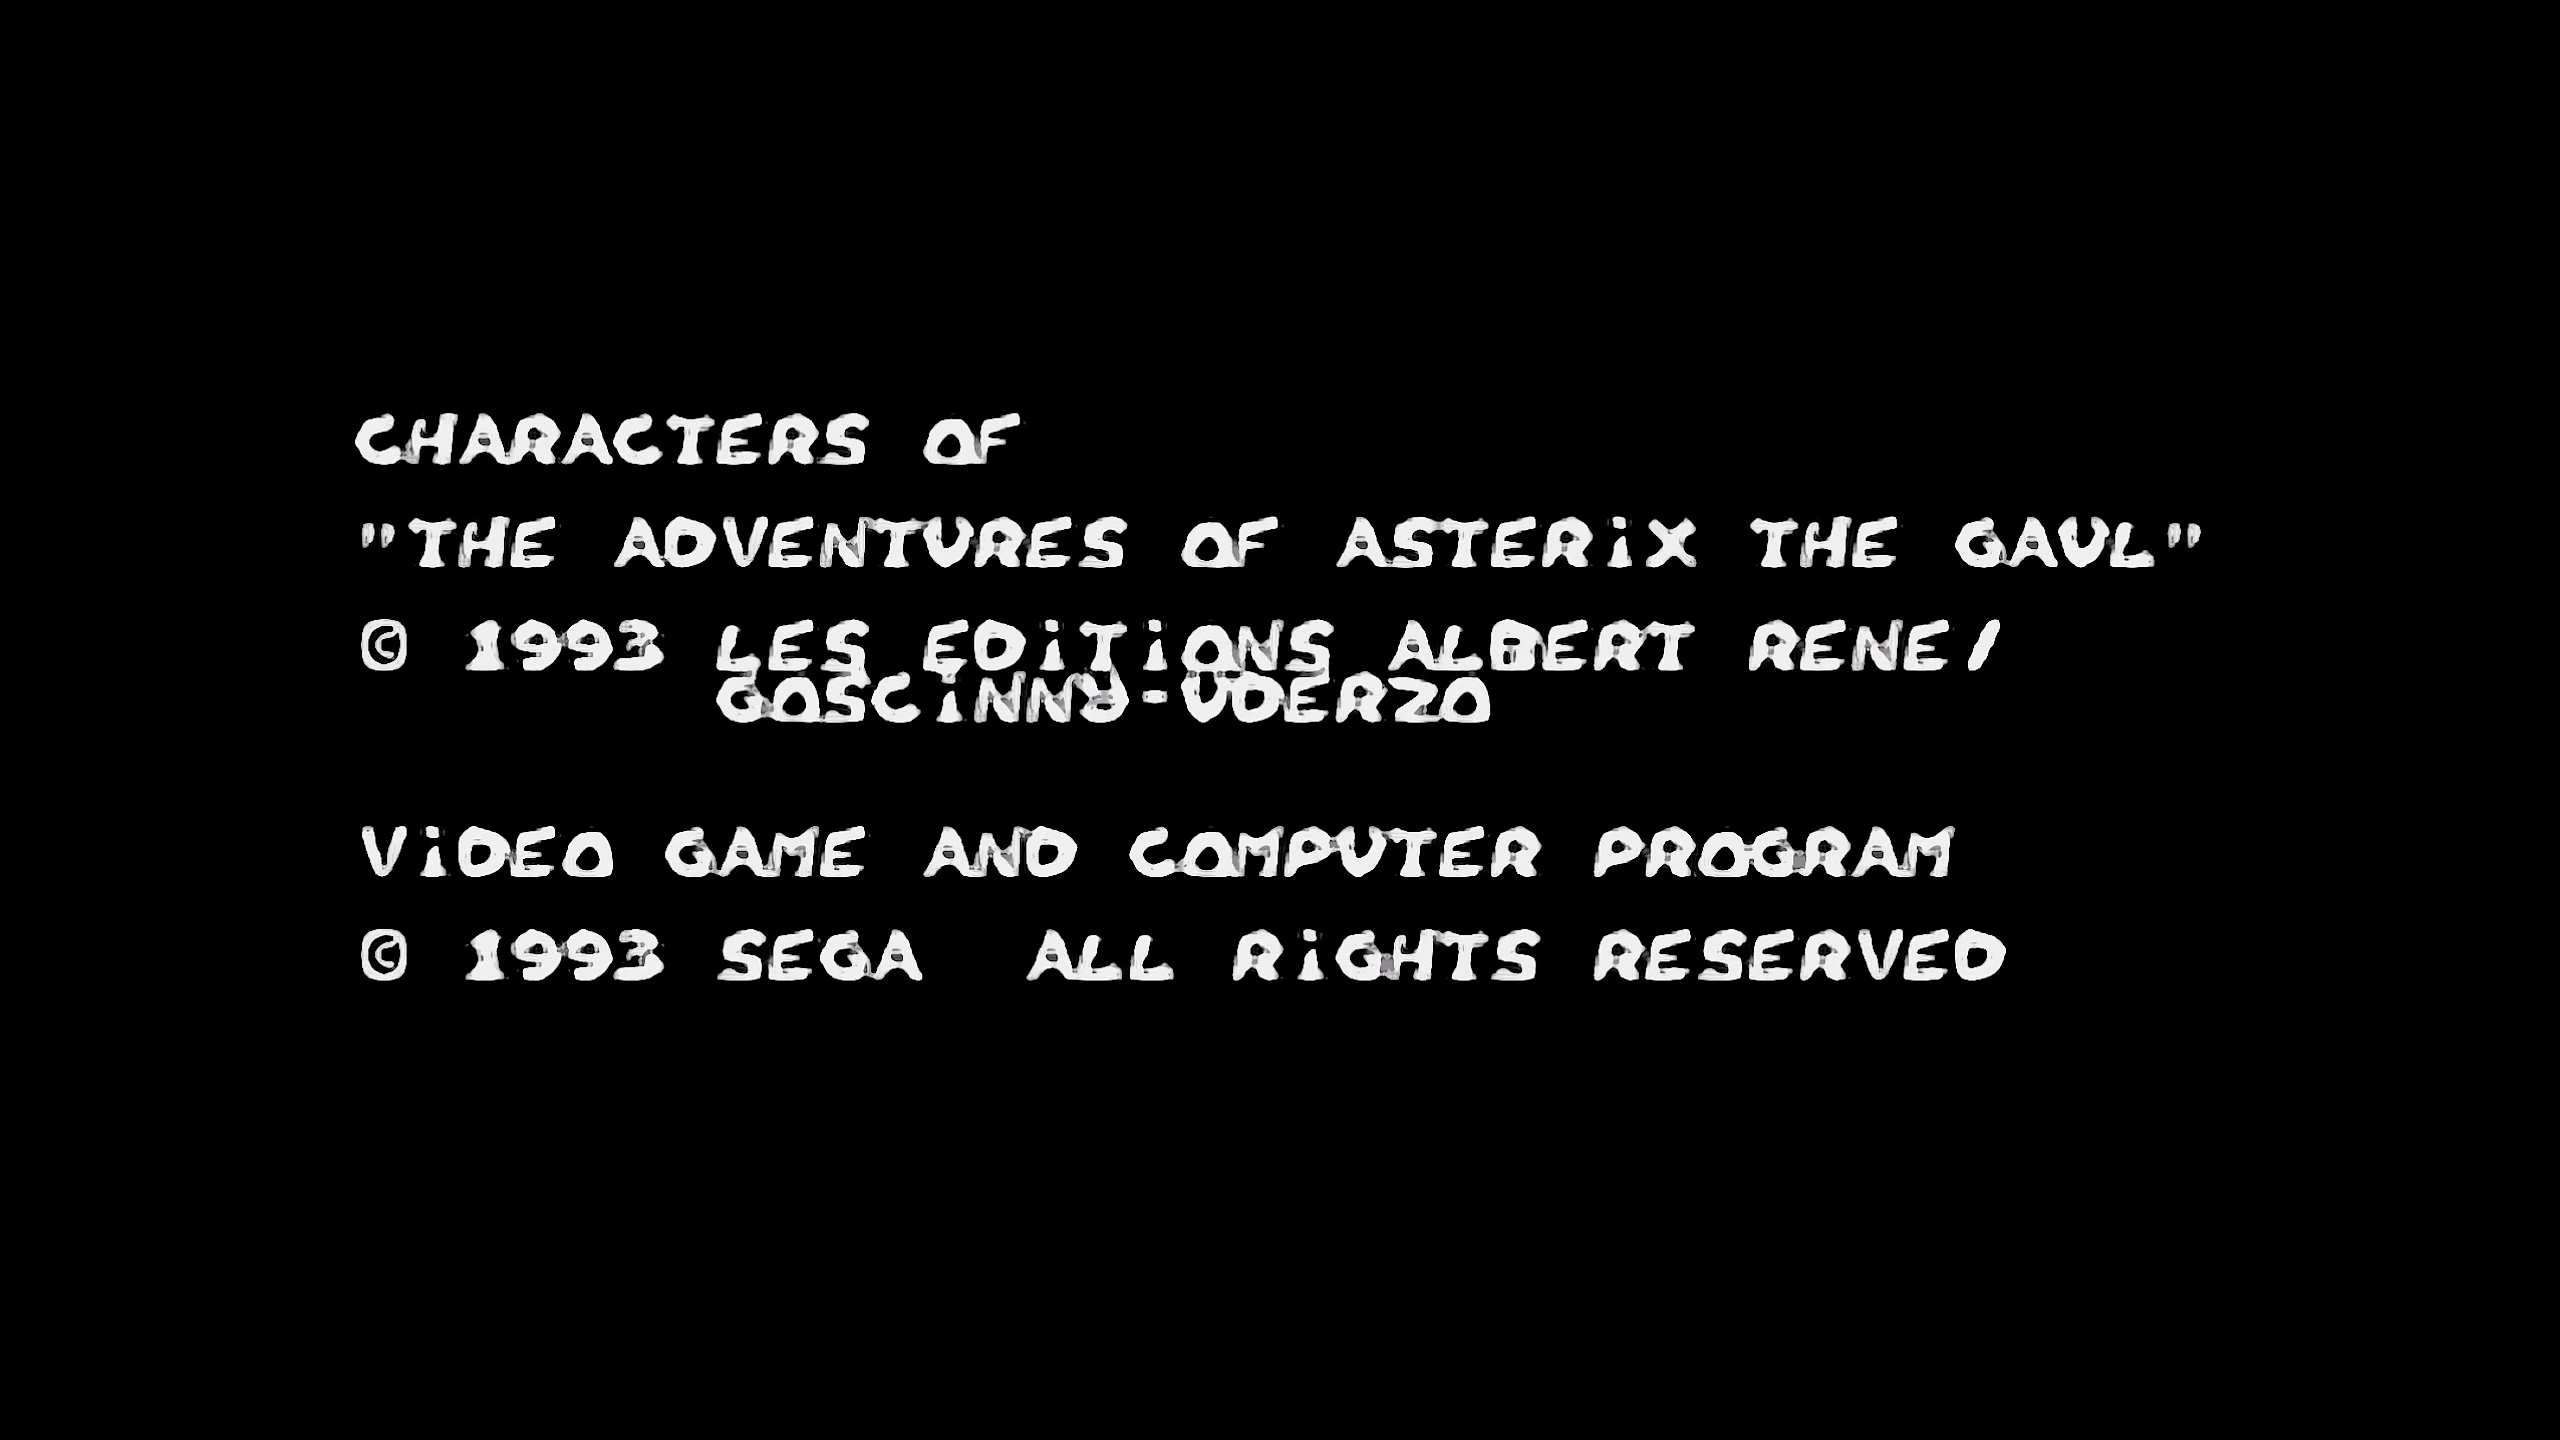 CHARACTERS OF
"THE ADVENTURES OF ASTERiX THE GAUL"
© 1993 LES EDiTiONS ALBERT RENE/
GOSCiNNY-UDERZO
ViDEO GAME AND COMPUTER PROGRAM
© 1993 SEGA ALL RiGHTS RESERVED